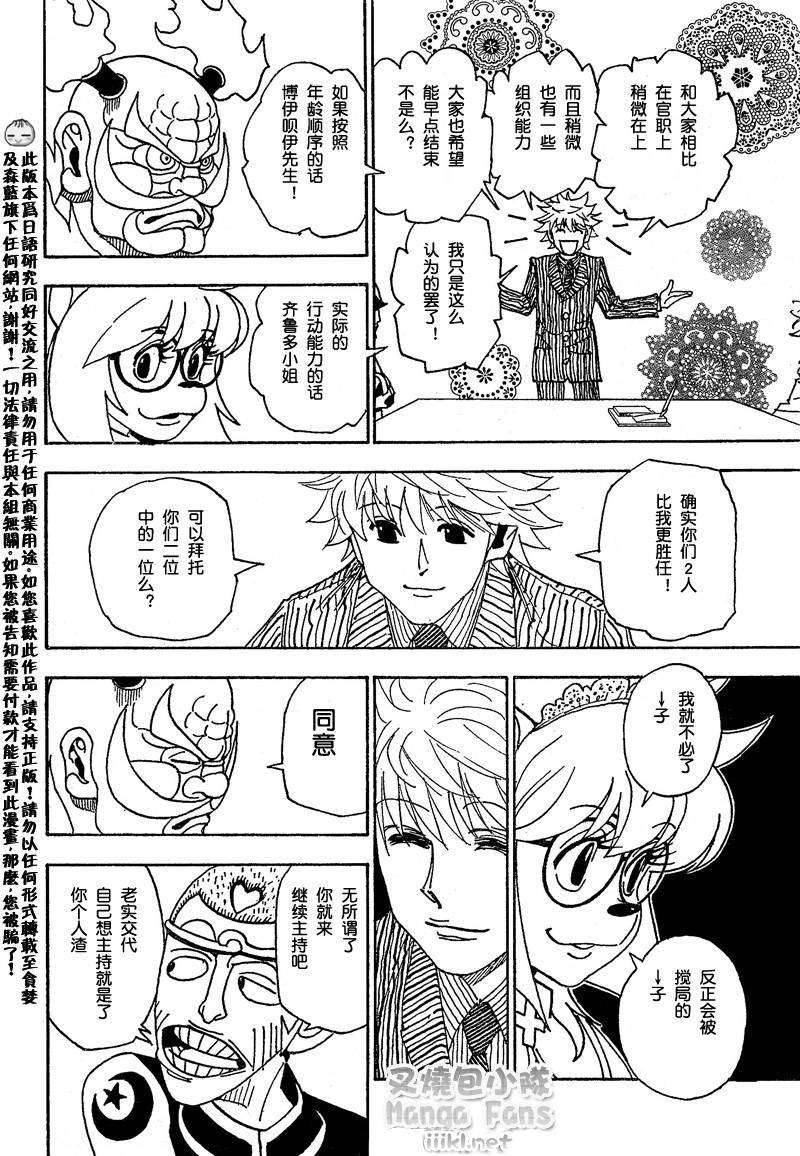 和大家相比
在官职上
稍微在上
而且稍微
也有一些
组织能力
大家也希望
能早点结束
不是么？
我只是这么
认为的罢了！
如果按照
年龄顺序的话
博伊呗伊先生！
实际的
行动能力的话
齐鲁多小姐
确实你们2人
比我更胜任！
可以拜托
你们二位
中的一位么？
我就不必了
↓子
反正会被
搅局的
↓子
同意
无所谓了
你就来
继续主持吧
老实交代
自己想主持就是了
你个人渣
此版本爲日語研究同好交流之用，請勿用于任何商業用途。如您喜歡此作品，請支持正版！請勿以任何形式轉載至貪婪
及森藍旗下任何網站，謝謝！一切法律責任與本組無關。如果您被告知需要付款才能看到此漫畫，那麼，您被騙了！
叉燒包小隊
Manga Fans
iiikl.net